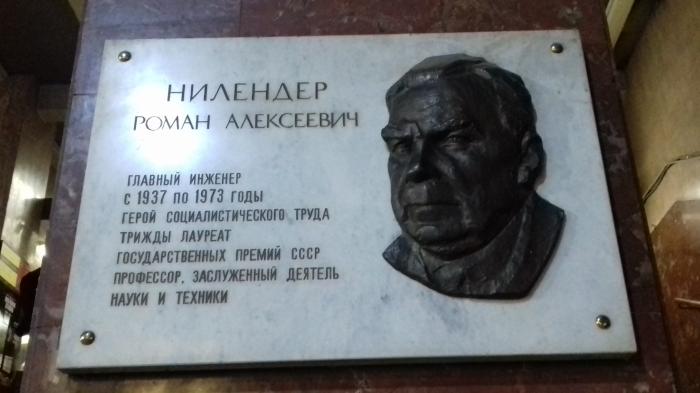 НИЛЕНДЕР
РОМАН АЛЕКСЕЕВИЧ
ГЛАВНЫЙ ИНЖЕНЕР
С 1937 ПО 1973 ГОДЫ
ГЕРОЙ СОЦИАЛИСТИЧЕСКОГО ТРУДА
ТРИЖДЫ ЛАУРЕАТ
ГОСУДАРСТВЕННЫХ ПРЕМИЙ СССР
ПРОФЕССОР, ЗАСЛУЖЕННЫЙ ДЕЯТЕЛЬ
НАУКИ И ТЕХНИКИ